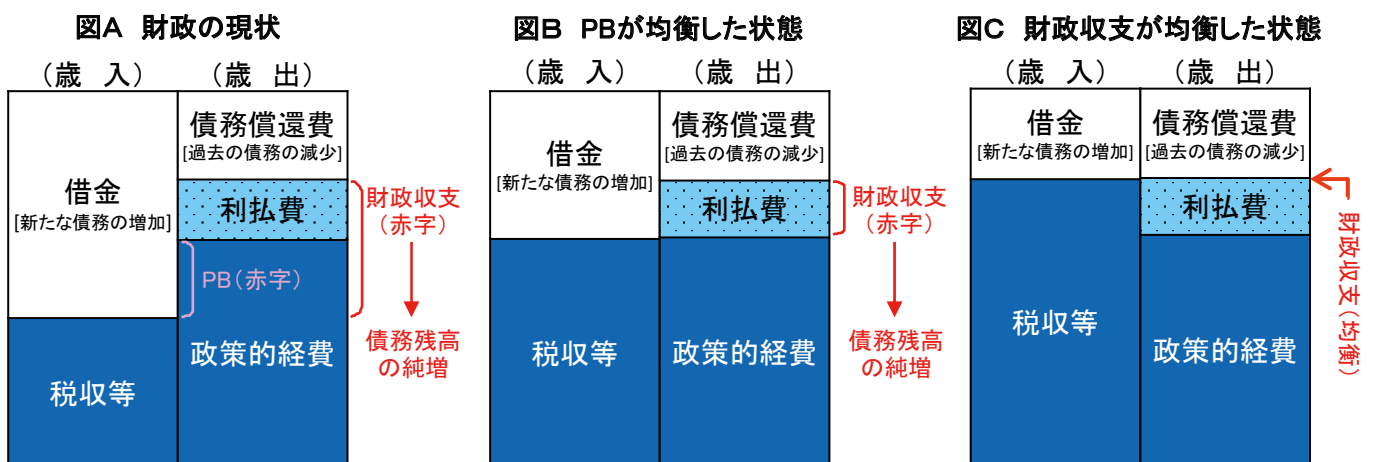 図A 財政の現状
(歳 入)
(歳 出)
借金
[新たな債務の増加]
税収等
債務償還費
[過去の債務の減少]
利払費
PB(赤字)
政策的経費
財政収支
(赤字)
債務残高
の純増
図B PBが均衡した状態
(歳 入)
(歳 出)
借金
[新たな債務の増加]
税収等
債務償還費
[過去の債務の減少]
利払費
政策的経費
財政収支
(赤字)
債務残高
の純増
図C 財政収支が均衡した状態
(歳 入)
(歳 出)
借金
[新たな債務の増加]
税収等
債務償還費
[過去の債務の減少]
利払費
政策的経費
財政収支(均衡)